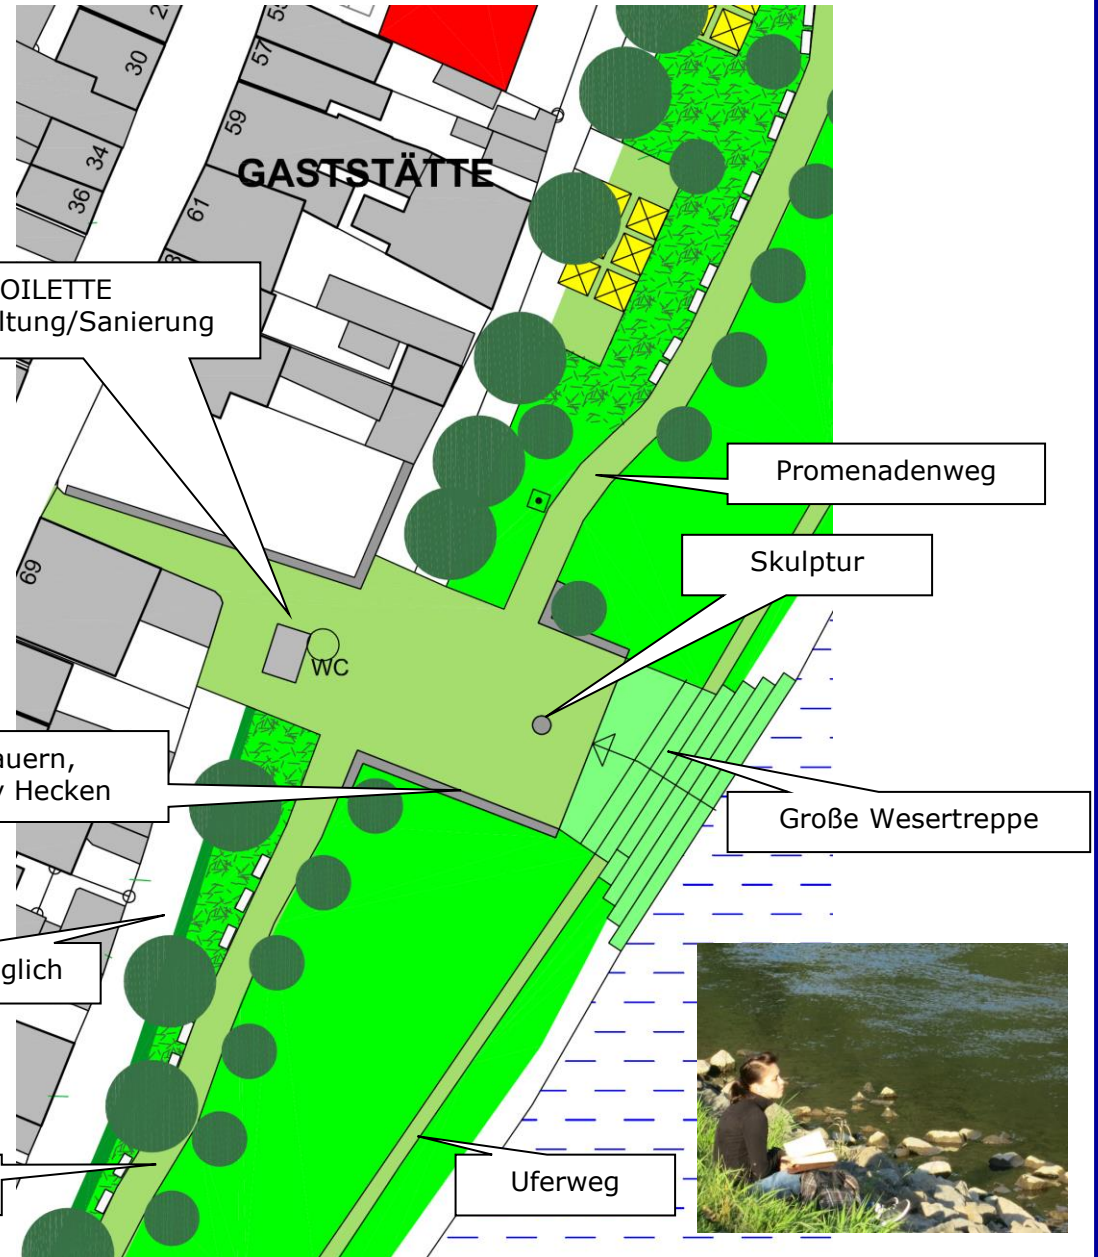 30
57
59
34
GASTSTÄTTE
36
61
OILETTE
ltung/Sanierung
Promenadenweg
Skulptur
69
WC
auern,
Hecken
Große Wesertreppe
glich
Uferweg